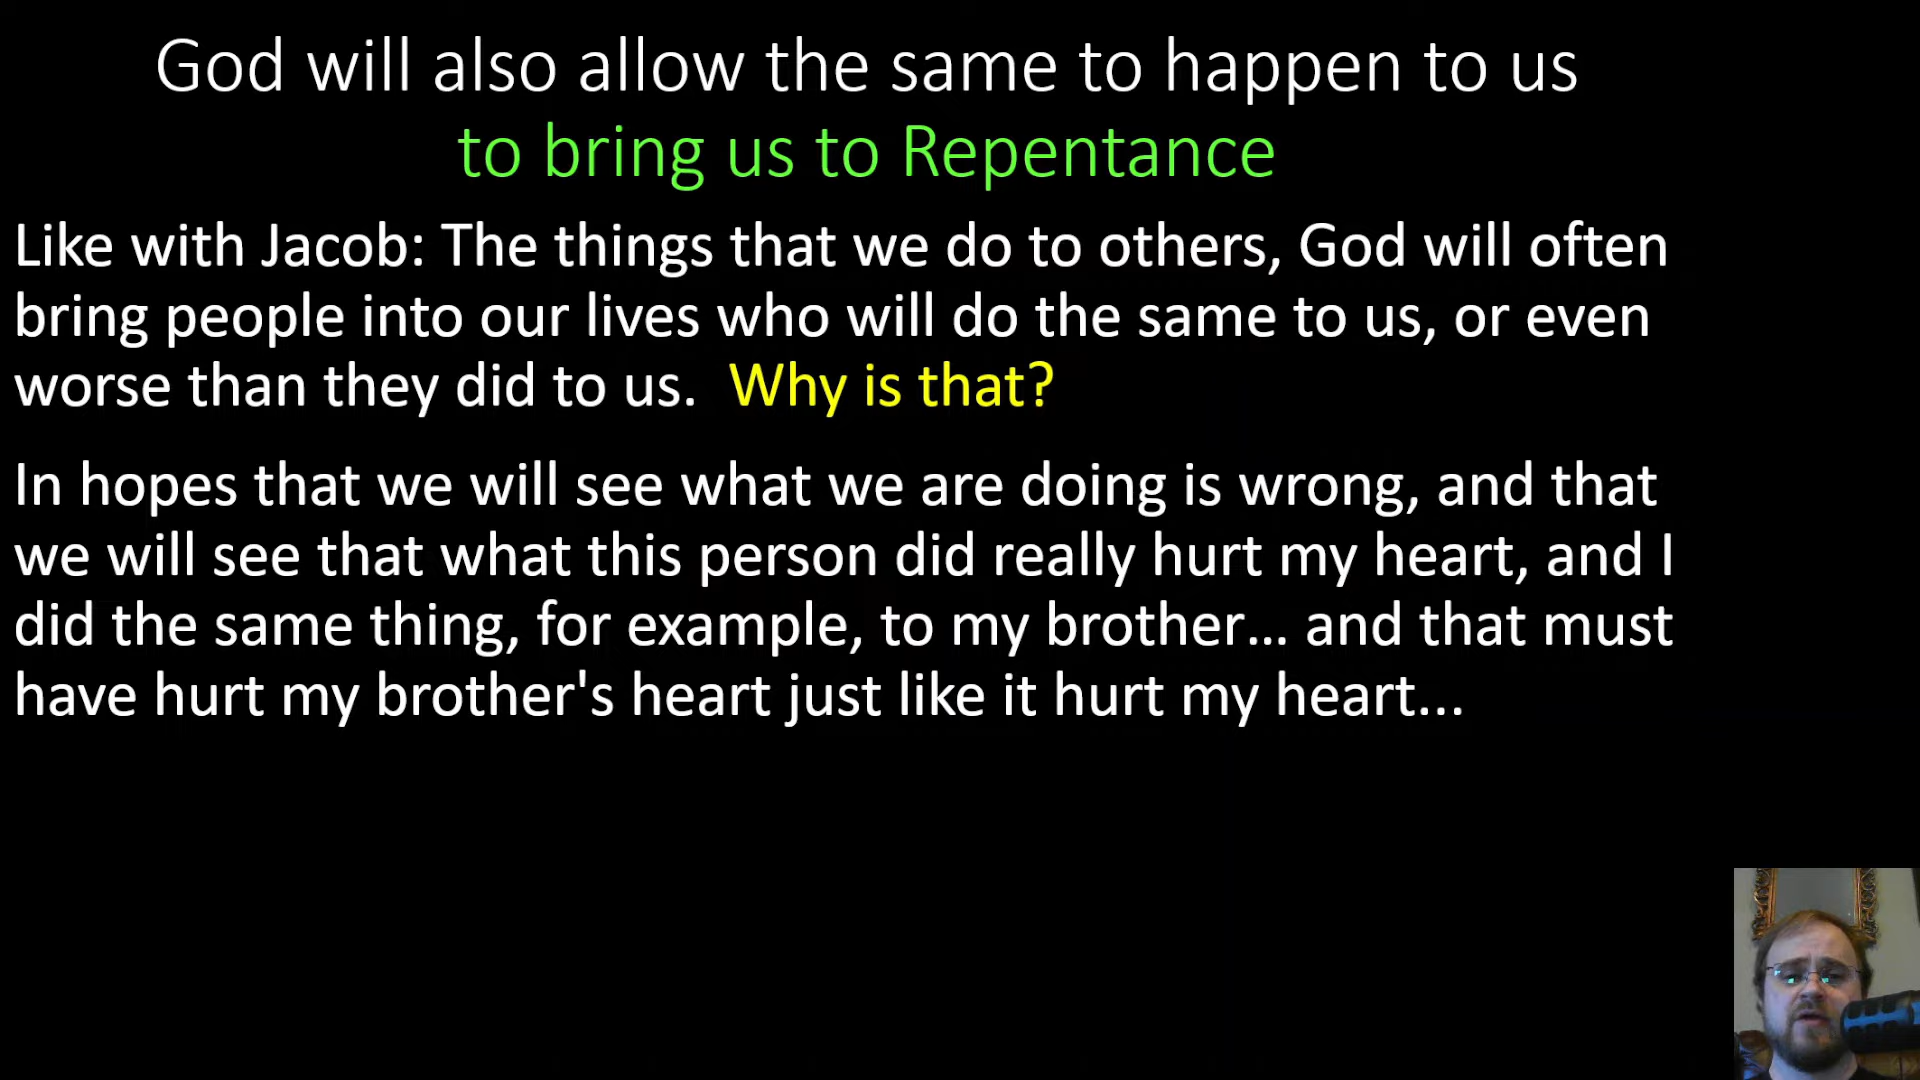 God will also allow the same to happen to us
to bring us to Repentance
Like with Jacob: The things that we do to others, God will often
bring people into our lives who will do the same to us, or even
worse than they did to us. Why is that?
In hopes that we will see what we are doing is wrong, and that
we will see that what this person did really hurt my heart, and I
did the same thing, for example, to my brother... and that must
have hurt my brother's heart just like it hurt my heart...